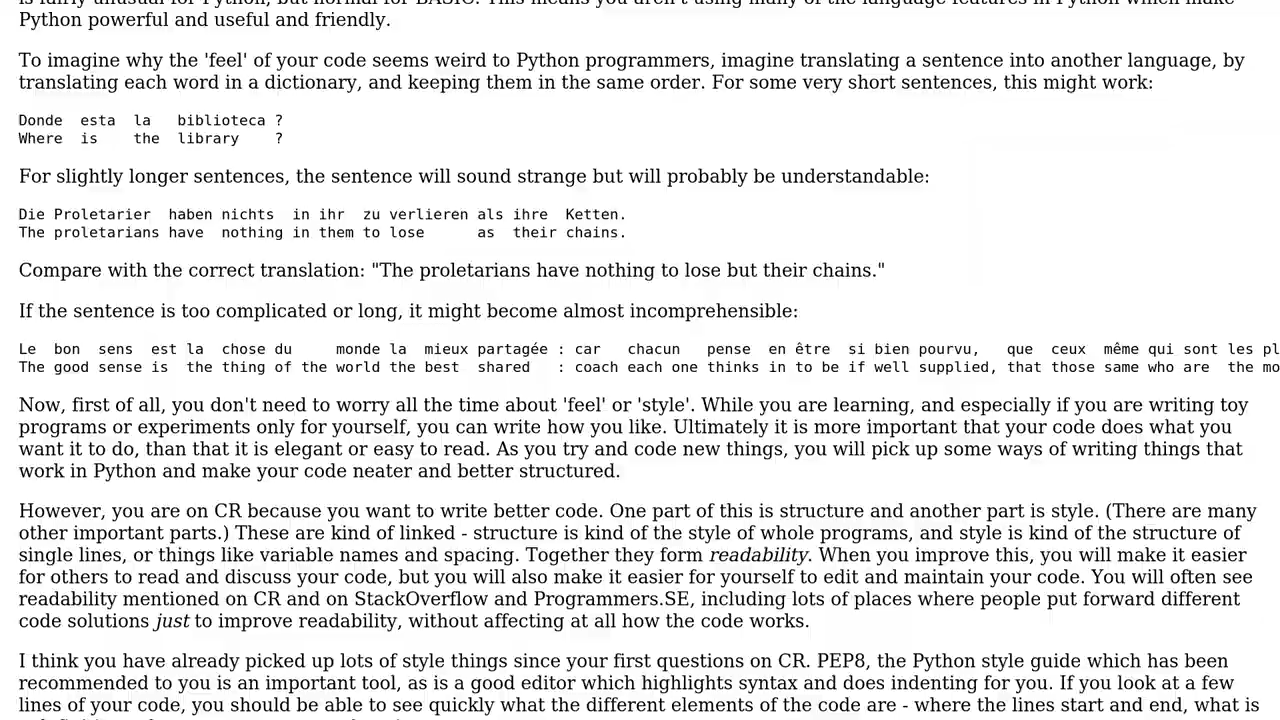 is fairly unusual for Python, but normal for BASIC. This means you aren't using many of the language features in Python which make
Python powerful and useful and friendly.
To imagine why the 'feel' of your code seems weird to Python programmers, imagine translating a sentence into another language, by
translating each word in a dictionary, and keeping them in the same order. For some very short sentences, this might work:
Donde esta la biblioteca ?
Where is the library ?
For slightly longer sentences, the sentence will sound strange but will probably be understandable:
Die Proletarier haben nichts in ihr zu verlieren als ihre Ketten.
The proletarians have nothing in them to lose as their chains.
Compare with the correct translation: "The proletarians have nothing to lose but their chains."
If the sentence is too complicated or long, it might become almost incomprehensible:
Le bon sens est la chose du monde la mieux partagée : car chacun pense en être si bien pourvu, que ceux même qui sont les pl
The good sense is the thing of the world the best shared : coach each one thinks in to be if well supplied, that those same who are the mo
Now, first of all, you don't need to worry all the time about 'feel' or 'style'. While you are learning, and especially if you are writing toy
programs or experiments only for yourself, you can write how you like. Ultimately it is more important that your code does what you
want it to do, than that it is elegant or easy to read. As you try and code new things, you will pick up some ways of writing things that
work in Python and make your code neater and better structured.
However, you are on CR because you want to write better code. One part of this is structure and another part is style. (There are many
other important parts.) These are kind of linked - structure is kind of the style of whole programs, and style is kind of the structure of
single lines, or things like variable names and spacing. Together they form readability. When you improve this, you will make it easier
for others to read and discuss your code, but you will also make it easier for yourself to edit and maintain your code. You will often see
readability mentioned on CR and on StackOverflow and Programmers.SE, including lots of places where people put forward different
code solutions just to improve readability, without affecting at all how the code works.
I think you have already picked up lots of style things since your first questions on CR. PEP8, the Python style guide which has been
recommended to you is an important tool, as is a good editor which highlights syntax and does indenting for you. If you look at a few
lines of your code, you should be able to see quickly what the different elements of the code are - where the lines start and end, what is